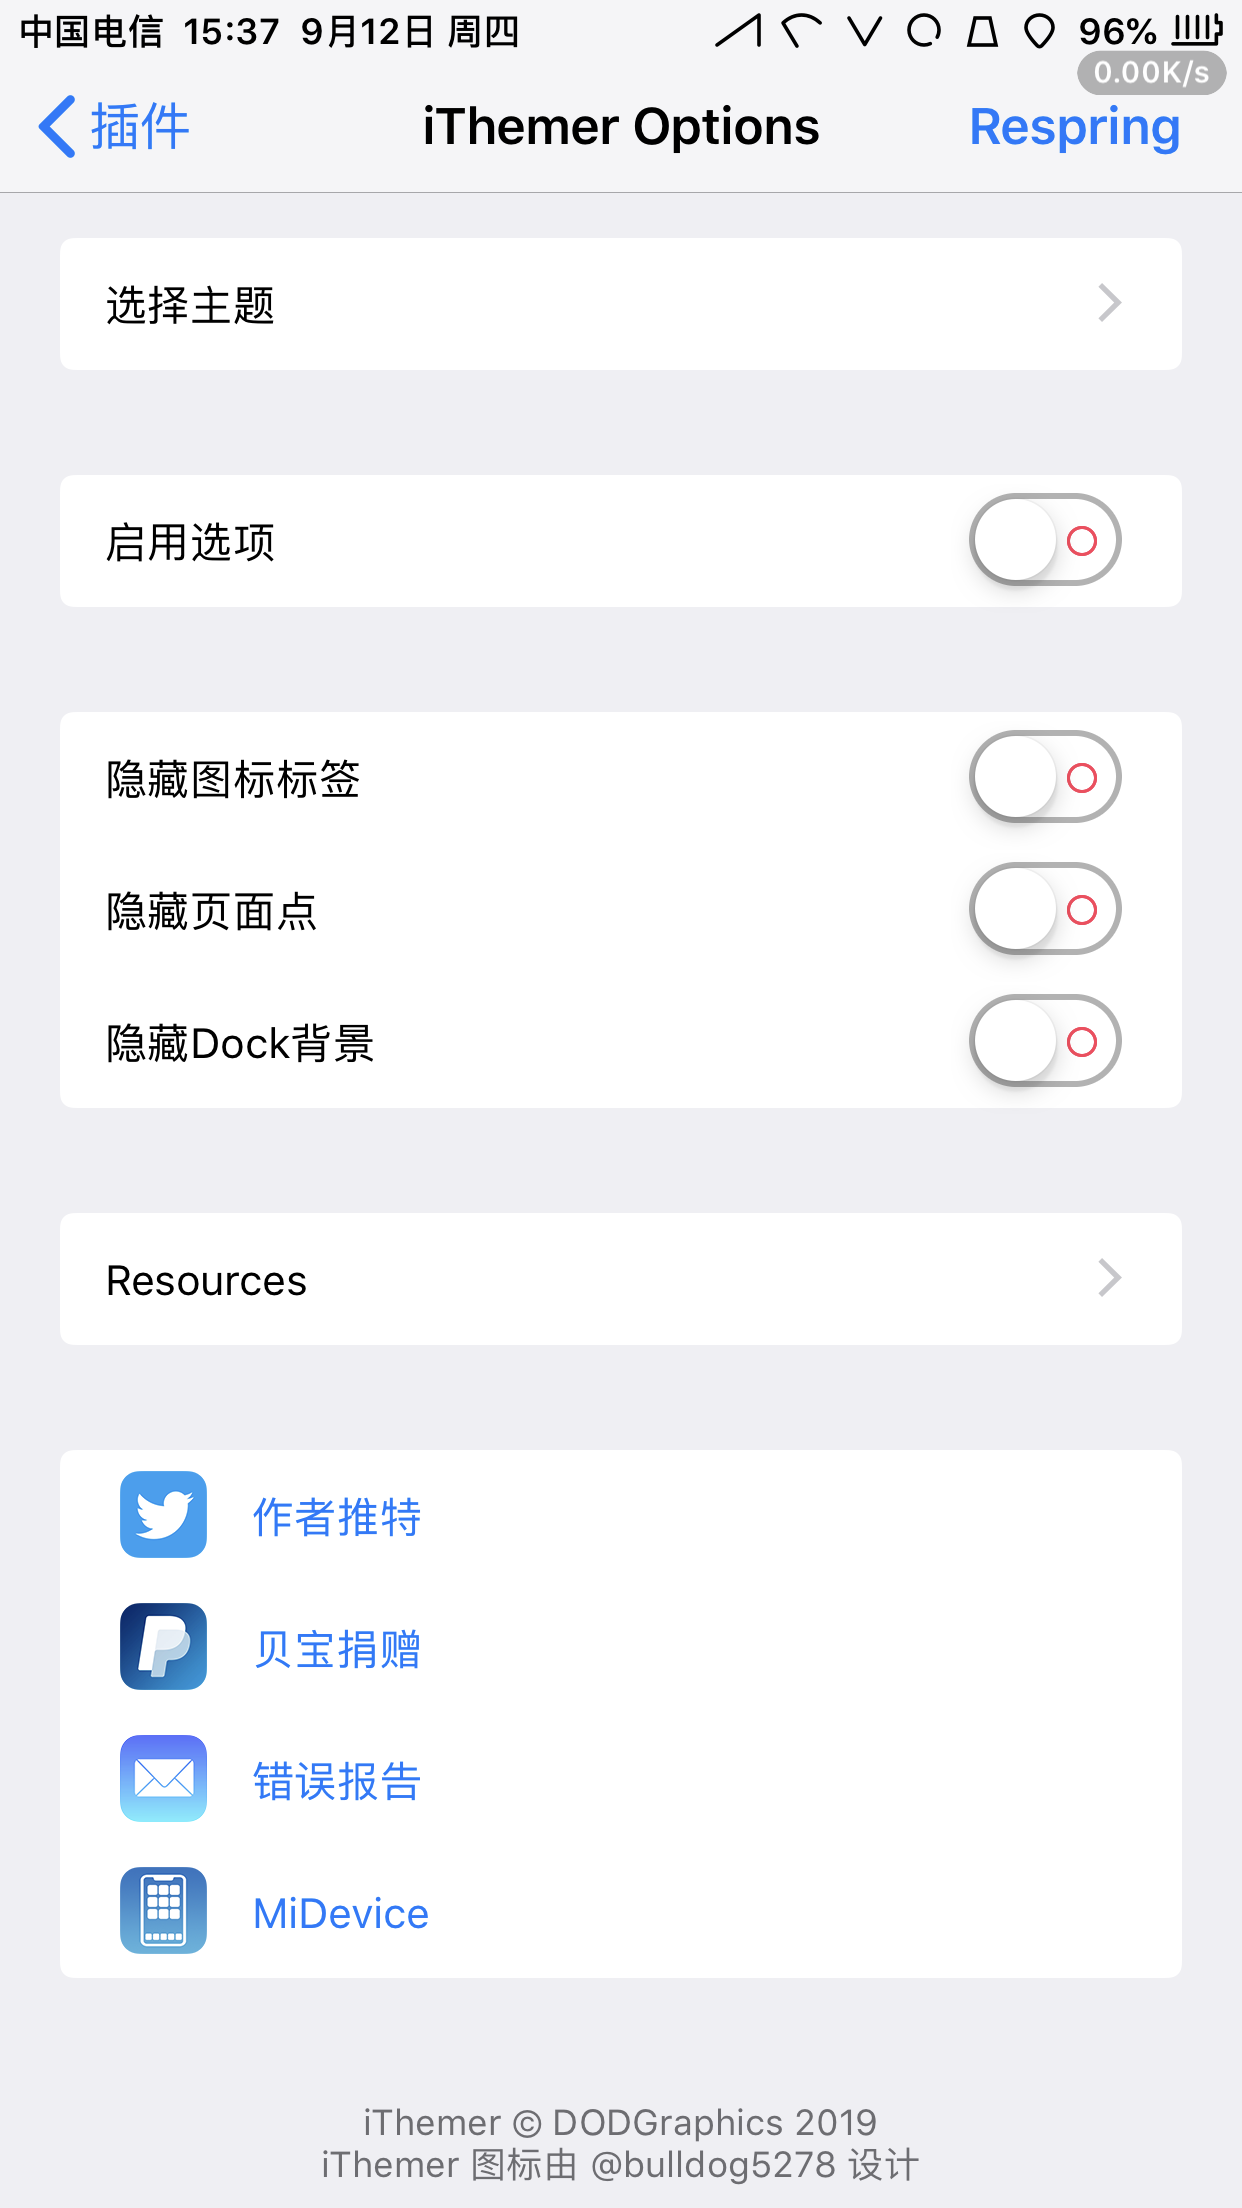 中国电信 15:37 9月12日 周四 96%
0.00K/s
插件 iThemer Options Respring
选择主题
启用选项
隐藏图标标签
隐藏页面点
隐藏Dock背景
Resources
作者推特
贝宝捐赠
错误报告
MiDevice
iThemer © DODGraphics 2019
iThemer 图标由 @bulldog5278 设计